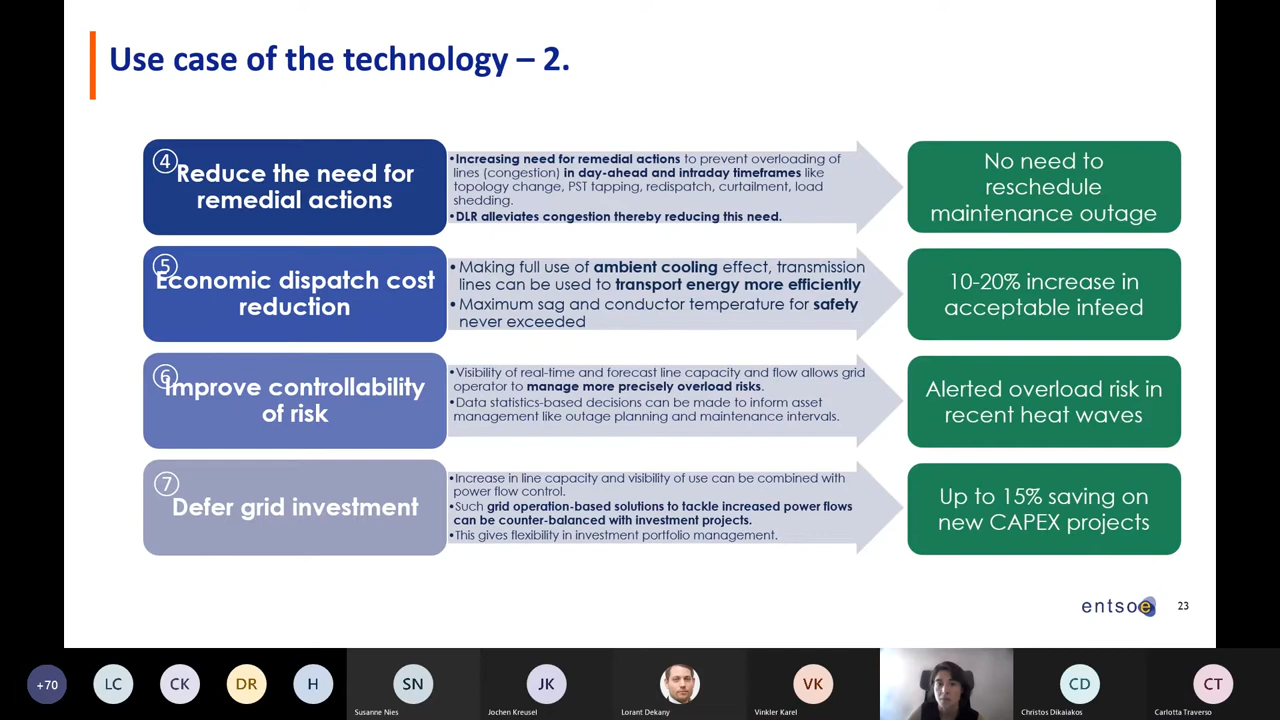 Use case of the technology – 2.
④
Reduce the need for
remedial actions
•Increasing need for remedial actions to prevent overloading of
lines (congestion) in day-ahead and intraday timeframes like
topology change, PST tapping, redispatch, curtailment, load
shedding.
•DLR alleviates congestion thereby reducing this need.
No need to
reschedule
maintenance outage
⑤
Economic dispatch cost
reduction
• Making full use of ambient cooling effect, transmission
lines can be used to transport energy more efficiently
• Maximum sag and conductor temperature for safety
never exceeded
10-20% increase in
acceptable infeed
⑥
Improve controllability
of risk
•Visibility of real-time and forecast line capacity and flow allows grid
operator to manage more precisely overload risks.
•Data statistics-based decisions can be made to inform asset
management like outage planning and maintenance intervals.
Alerted overload risk in
recent heat waves
⑦
Defer grid investment
•Increase in line capacity and visibility of use can be combined with
power flow control.
•Such grid operation-based solutions to tackle increased power flows
can be counter-balanced with investment projects.
•This gives flexibility in investment portfolio management.
Up to 15% saving on
new CAPEX projects
entsoe
23
+70
LC
CK
DR
H
SN
JK
VK
CD
CT
Susanne Nies
Jochen Kreusel
Lorant Dekany
Vinkler Karel
Christos Dikaiakos
Carlotta Traverso